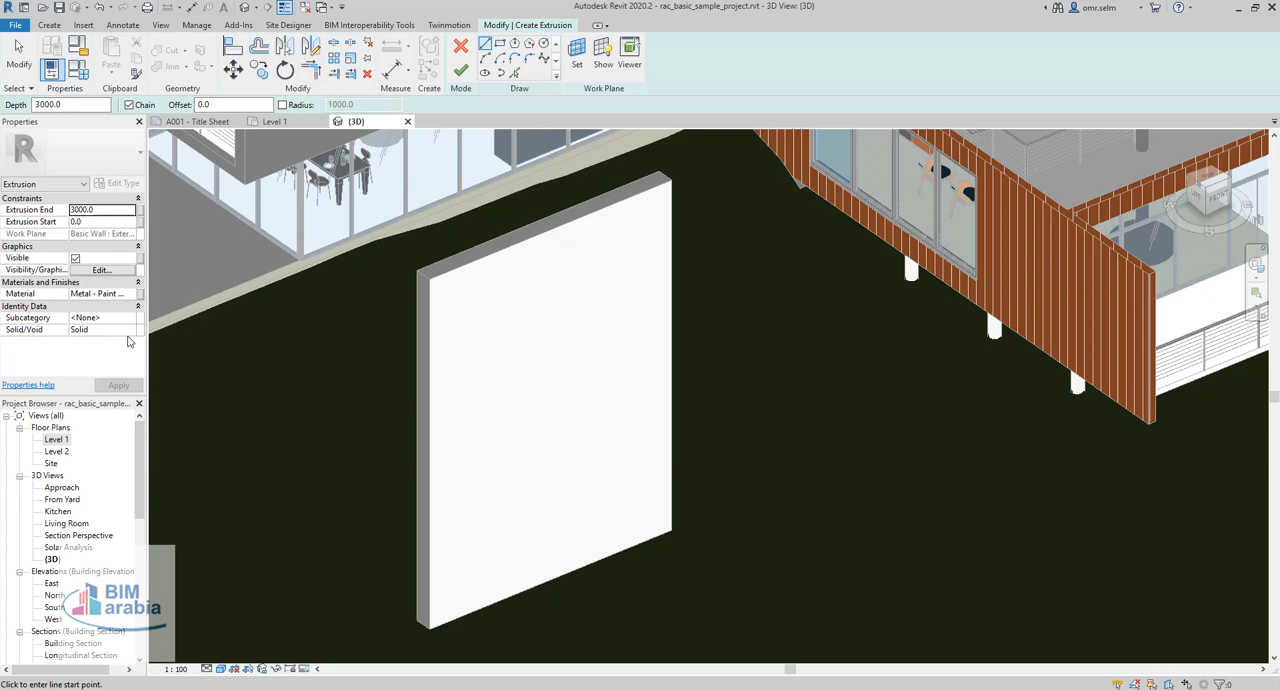 Autodesk Revit 2020.2 - rac_basic_sample_project.rvt - 3D View: {3D}
omr.selm
File Create Insert Annotate View Manage Add-Ins Site Designer BIM Interoperability Tools Twinmotion Modify | Create Extrusion
Modify
Paste
Cut
Join
Set Show Viewer
Select Properties Clipboard Geometry Modify Measure Create Mode Draw Work Plane
Depth 3000.0 Chain Offset: 0.0 Radius: 1000.0
Properties
A001 - Title Sheet Level 1 {3D}
Extrusion Edit Type
Constraints
Extrusion End 3000.0
Extrusion Start 0.0
Work Plane Basic Wall : Exter...
Graphics
Visible
Visibility/Graphi... Edit...
Materials and Finishes
Material Metal - Paint ...
Identity Data
Subcategory <None>
Solid/Void Solid
Properties help Apply
Project Browser - rac_basic_sample...
Views (all)
Floor Plans
Level 1
Level 2
Site
3D Views
Approach
From Yard
Kitchen
Living Room
Section Perspective
Solar Analysis
{3D}
Elevations (Building Elevation
East
North
South
West
Sections (Building Section)
Building Section
Longitudinal Section
BIM
arabia
FRONT
1 : 100
Click to enter line start point.
:0